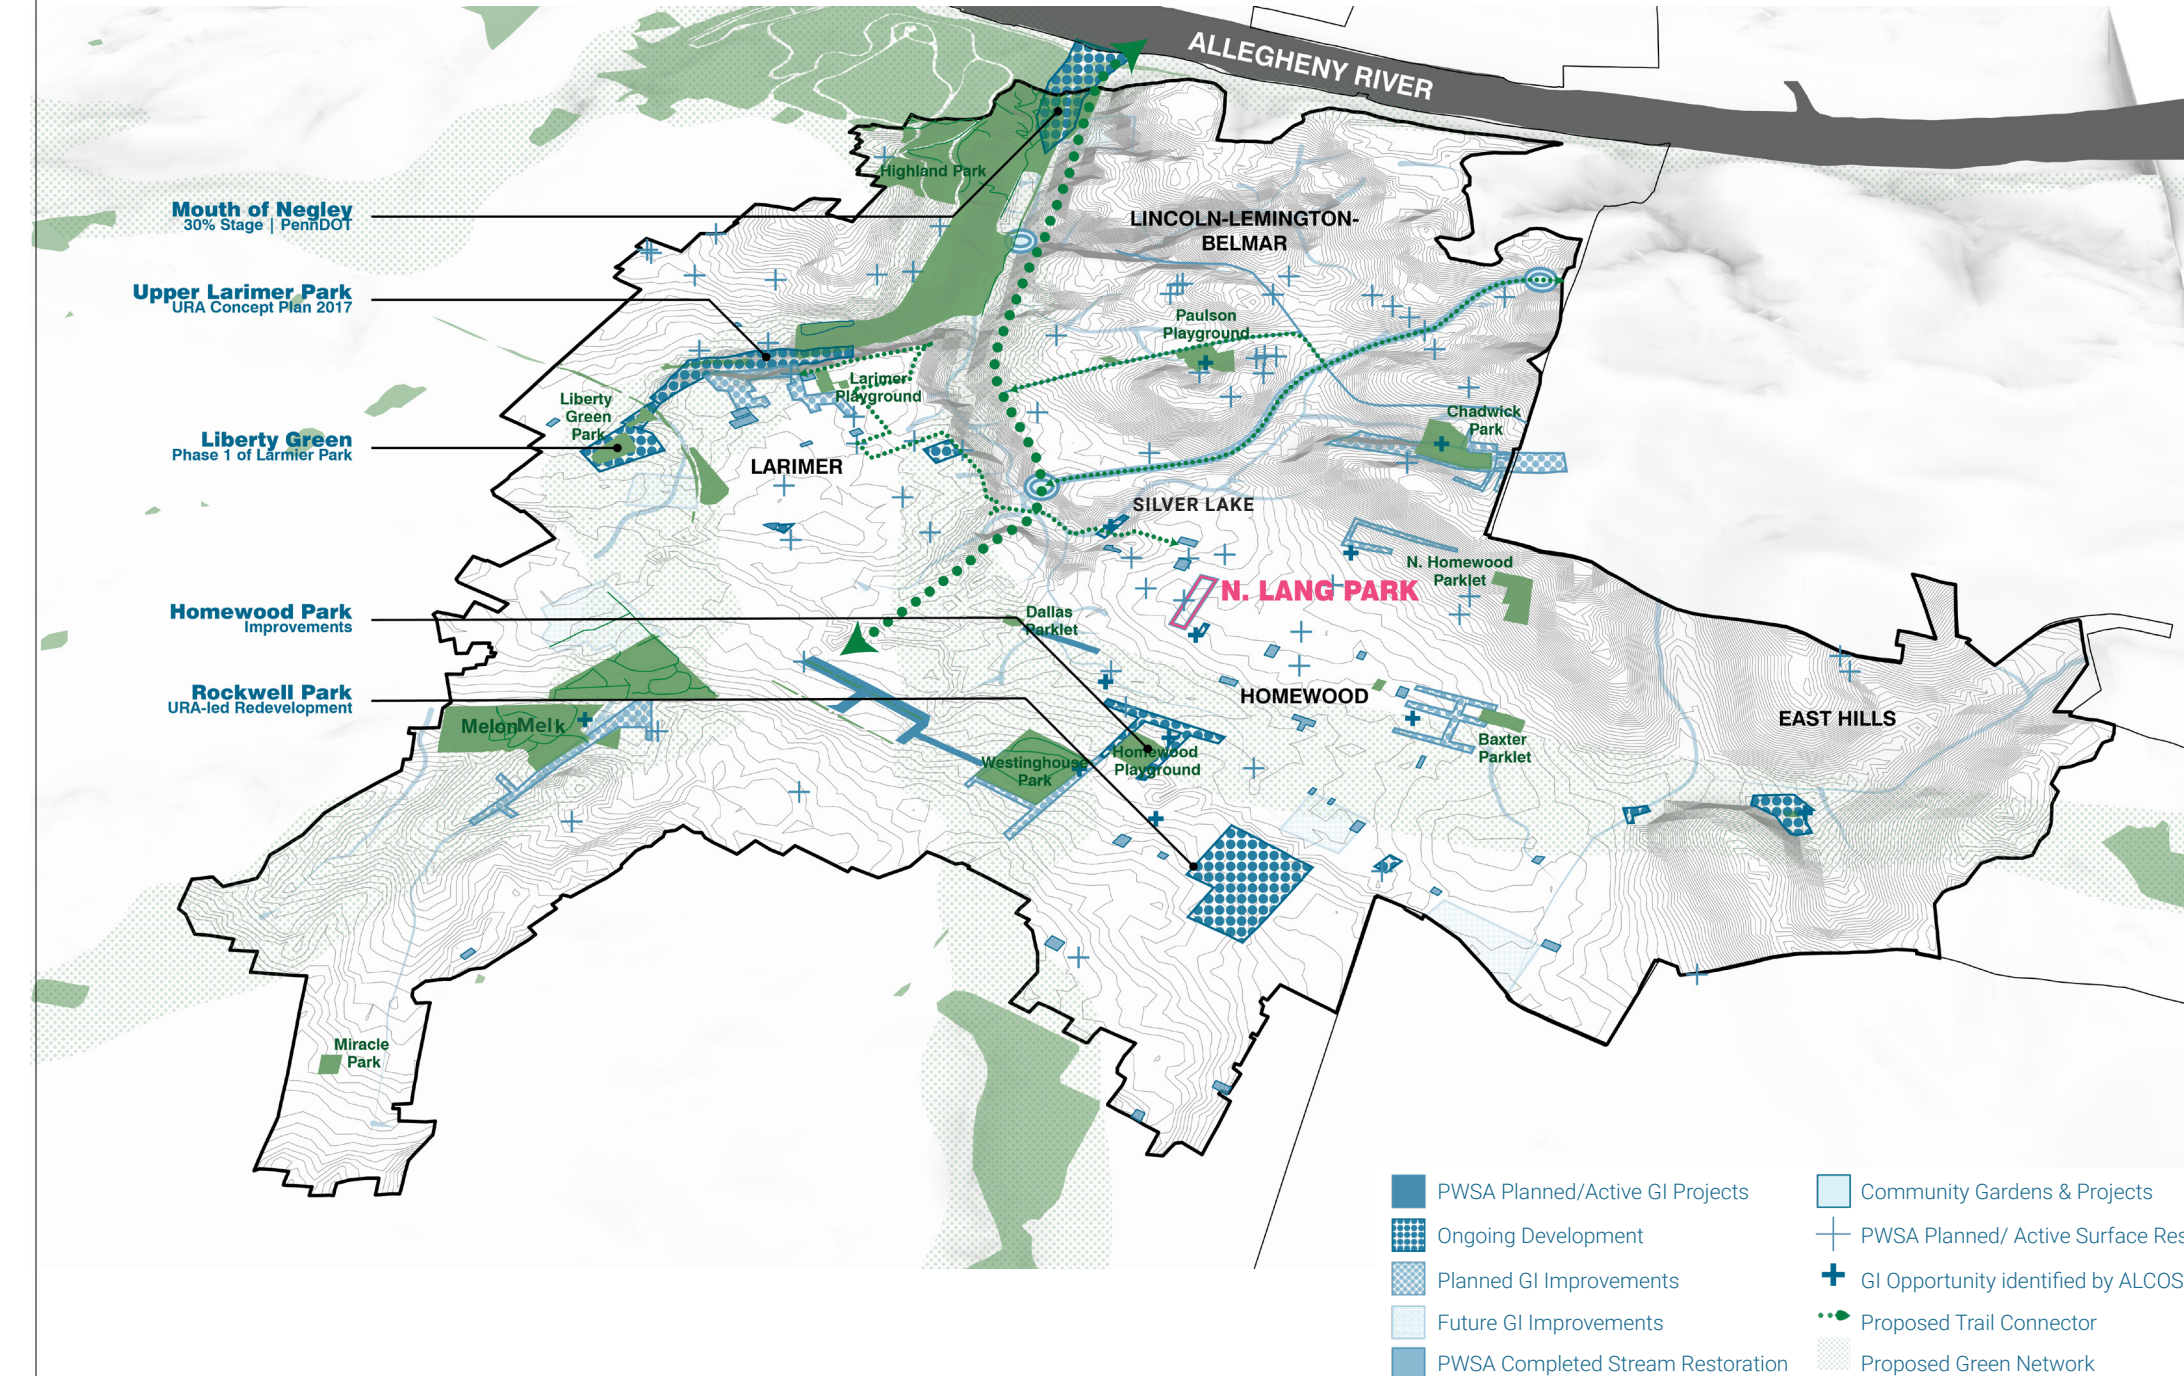 ALLEGHENY RIVER
Highland Park
Mouth of Negley
30% Stage | PennDOT
LINCOLN-LEMINGTON-
BELMAR
Upper Larimer Park
URA Concept Plan 2017
Paulson
Playground
Larimer
Playground
Liberty
Green
Park
Chadwick
Park
Liberty Green
Phase 1 of Larmier Park
LARIMER
SILVER LAKE
N. Homewood
Parklet
N. LANG PARK
Homewood Park
Improvements
Dallas
Parklet
Rockwell Park
URA-led Redevelopment
HOMEWOOD
EAST HILLS
MelonMelk
Baxter
Parklet
Westinghouse
Park
Homewood
Playground
Miracle
Park
PWSA Planned/Active GI Projects
Ongoing Development
Planned GI Improvements
Future GI Improvements
PWSA Completed Stream Restoration
Community Gardens & Projects
PWSA Planned/ Active Surface Res
GI Opportunity identified by ALCOS
Proposed Trail Connector
Proposed Green Network